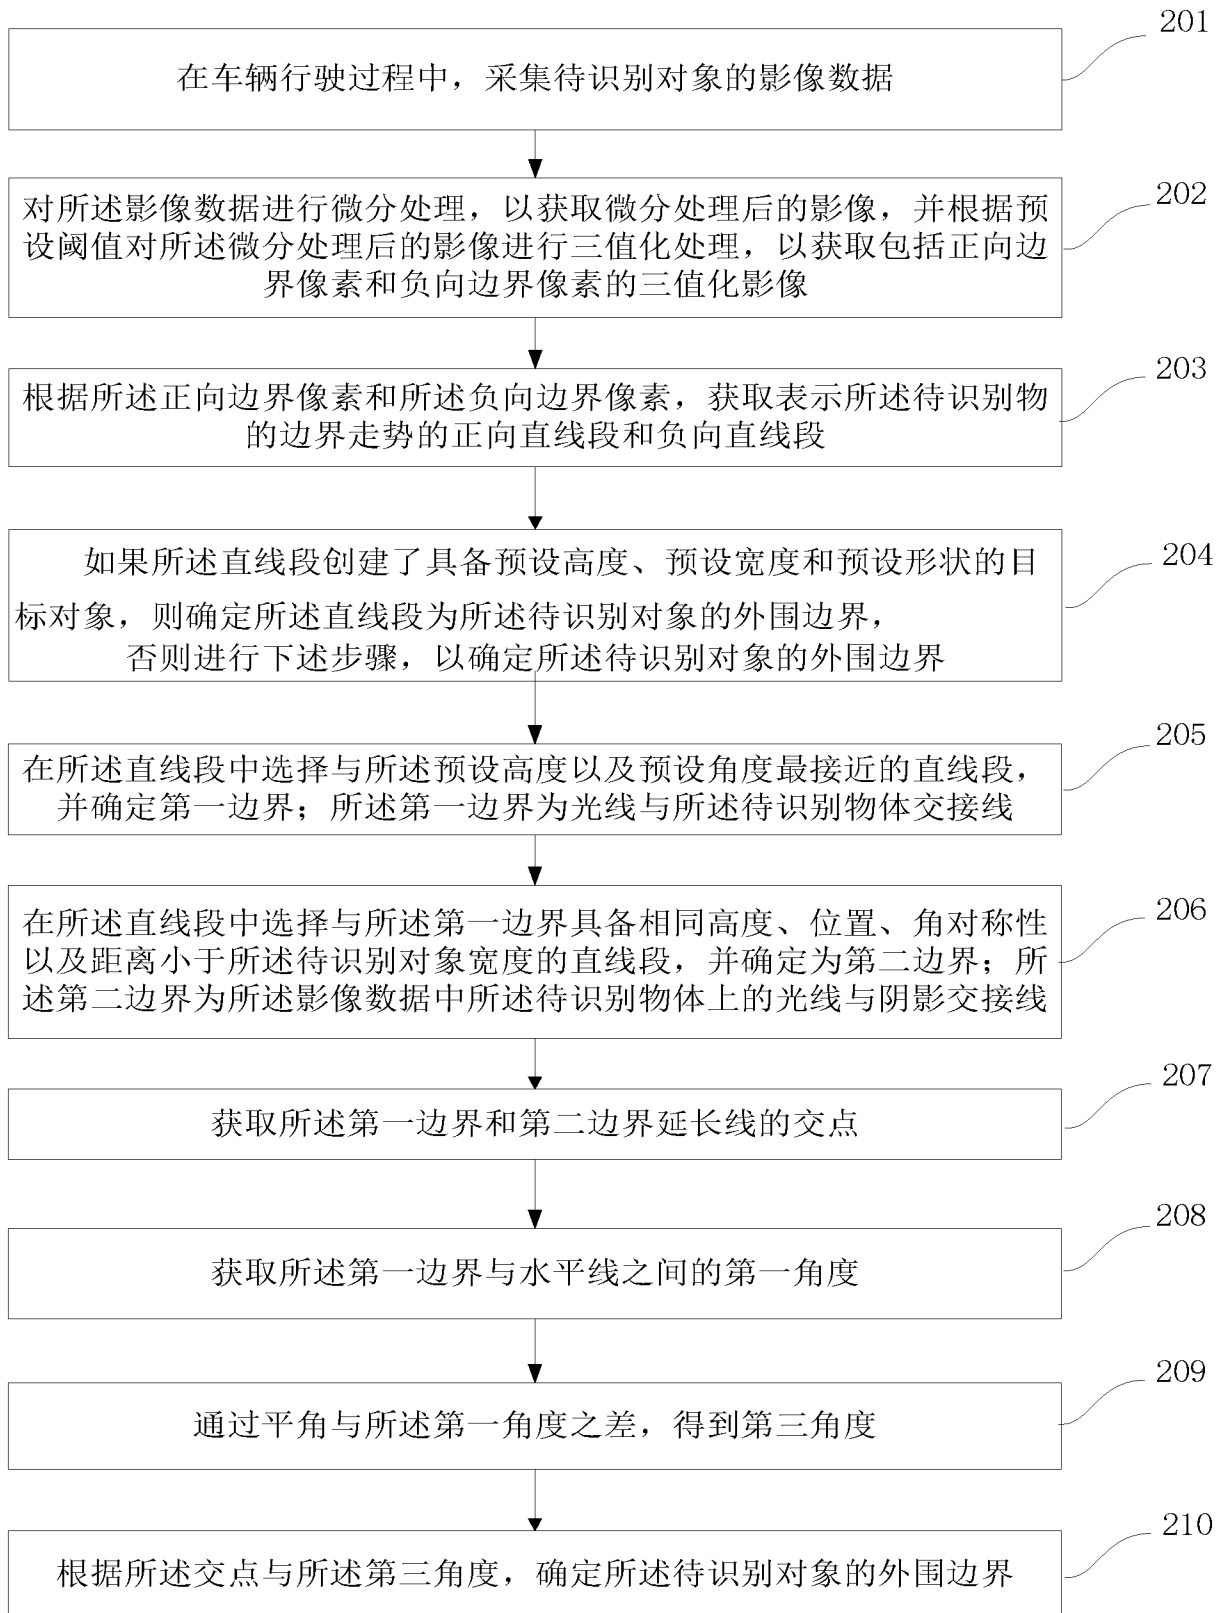 201
在车辆行驶过程中，采集待识别对象的影像数据
202
对所述影像数据进行微分处理，以获取微分处理后的影像，并根据预
设阈值对所述微分处理后的影像进行三值化处理，以获取包括正向边
界像素和负向边界像素的三值化影像
203
根据所述正向边界像素和所述负向边界像素，获取表示所述待识别物
的边界走势的正向直线段和负向直线段
204
如果所述直线段创建了具备预设高度、预设宽度和预设形状的目
标对象，则确定所述直线段为所述待识别对象的外围边界，
否则进行下述步骤，以确定所述待识别对象的外围边界
205
在所述直线段中选择与所述预设高度以及预设角度最接近的直线段，
并确定第一边界；所述第一边界为光线与所述待识别物体交接线
206
在所述直线段中选择与所述第一边界具备相同高度、位置、角对称性
以及距离小于所述待识别对象宽度的直线段，并确定为第二边界；所
述第二边界为所述影像数据中所述待识别物体上的光线与阴影交接线
207
获取所述第一边界和第二边界延长线的交点
208
获取所述第一边界与水平线之间的第一角度
209
通过平角与所述第一角度之差，得到第三角度
210
根据所述交点与所述第三角度，确定所述待识别对象的外围边界